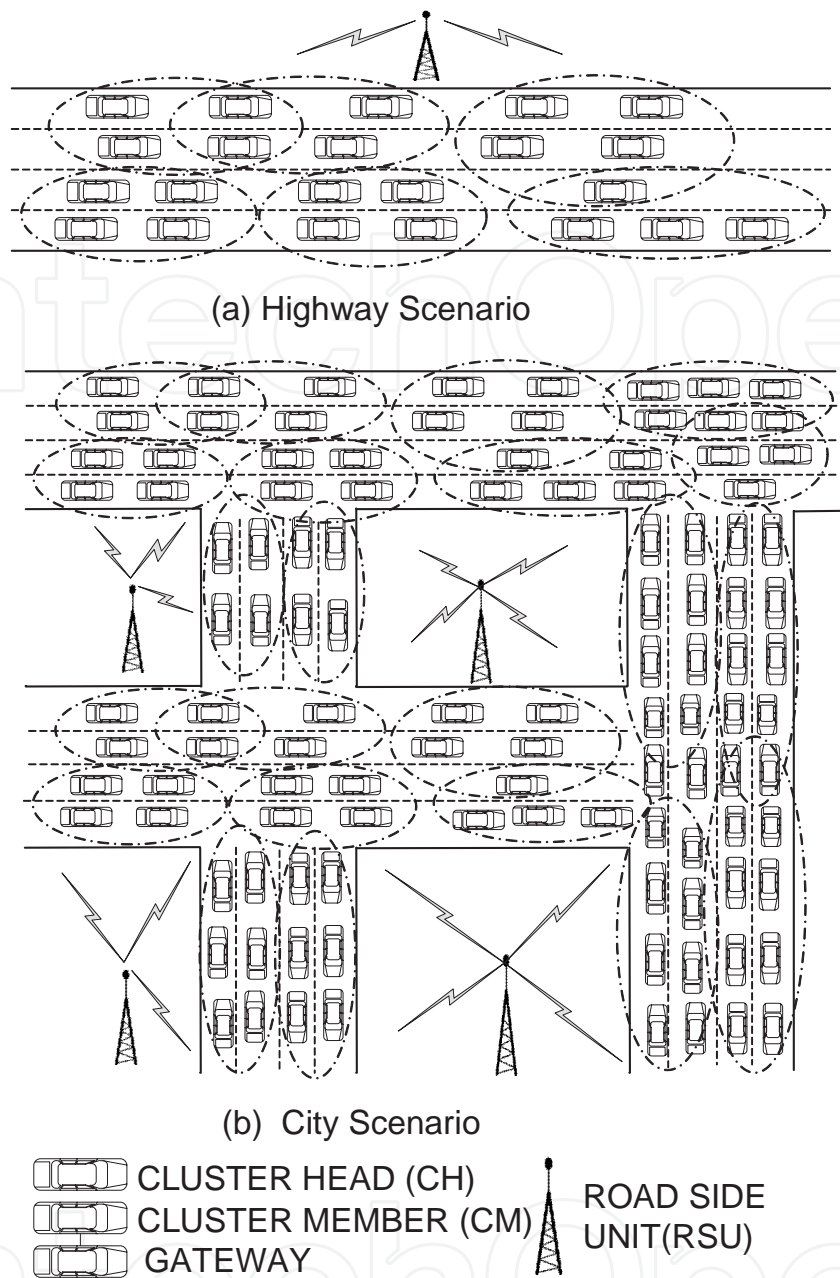 (a) Highway Scenario
(b) City Scenario
CLUSTER HEAD (CH)
CLUSTER MEMBER (CM)
GATEWAY
ROAD SIDE
UNIT(RSU)